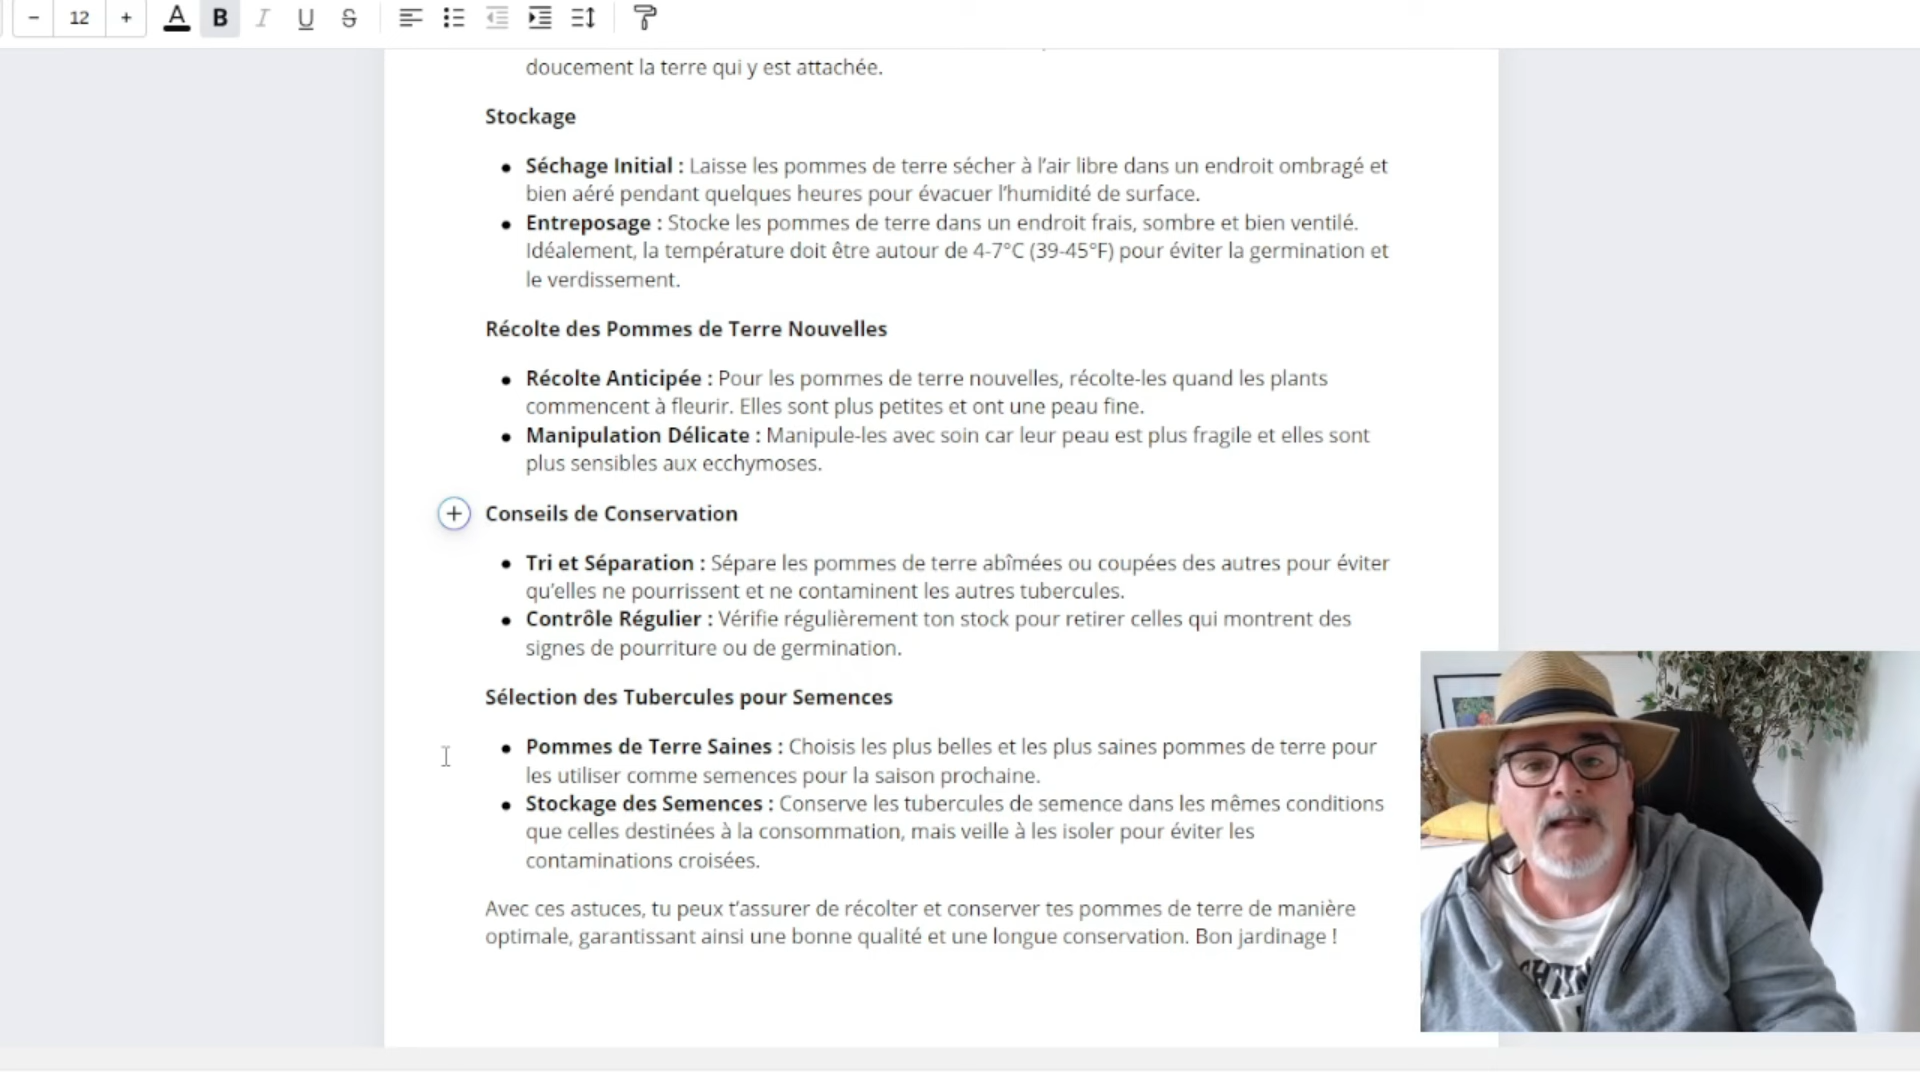 12
A B I U S
doucement la terre qui y est attachée.
Stockage
Séchage Initial : Laisse les pommes de terre sécher à l'air libre dans un endroit ombragé et
bien aéré pendant quelques heures pour évacuer l'humidité de surface.
Entreposage : Stocke les pommes de terre dans un endroit frais, sombre et bien ventilé.
Idéalement, la température doit être autour de 4-7°C (39-45°F) pour éviter la germination et
le verdissement.
Récolte des Pommes de Terre Nouvelles
Récolte Anticipée : Pour les pommes de terre nouvelles, récolte-les quand les plants
commencent à fleurir. Elles sont plus petites et ont une peau fine.
Manipulation Délicate : Manipule-les avec soin car leur peau est plus fragile et elles sont
plus sensibles aux ecchymoses.
Conseils de Conservation
Tri et Séparation : Sépare les pommes de terre abîmées ou coupées des autres pour éviter
qu'elles ne pourrissent et ne contaminent les autres tubercules.
Contrôle Régulier : Vérifie régulièrement ton stock pour retirer celles qui montrent des
signes de pourriture ou de germination.
Sélection des Tubercules pour Semences
Pommes de Terre Saines : Choisis les plus belles et les plus saines pommes de terre pour
les utiliser comme semences pour la saison prochaine.
Stockage des Semences : Conserve les tubercules de semence dans les mêmes conditions
que celles destinées à la consommation, mais veille à les isoler pour éviter les
contaminations croisées.
Avec ces astuces, tu peux t'assurer de récolter et conserver tes pommes de terre de manière
optimale, garantissant ainsi une bonne qualité et une longue conservation. Bon jardinage !